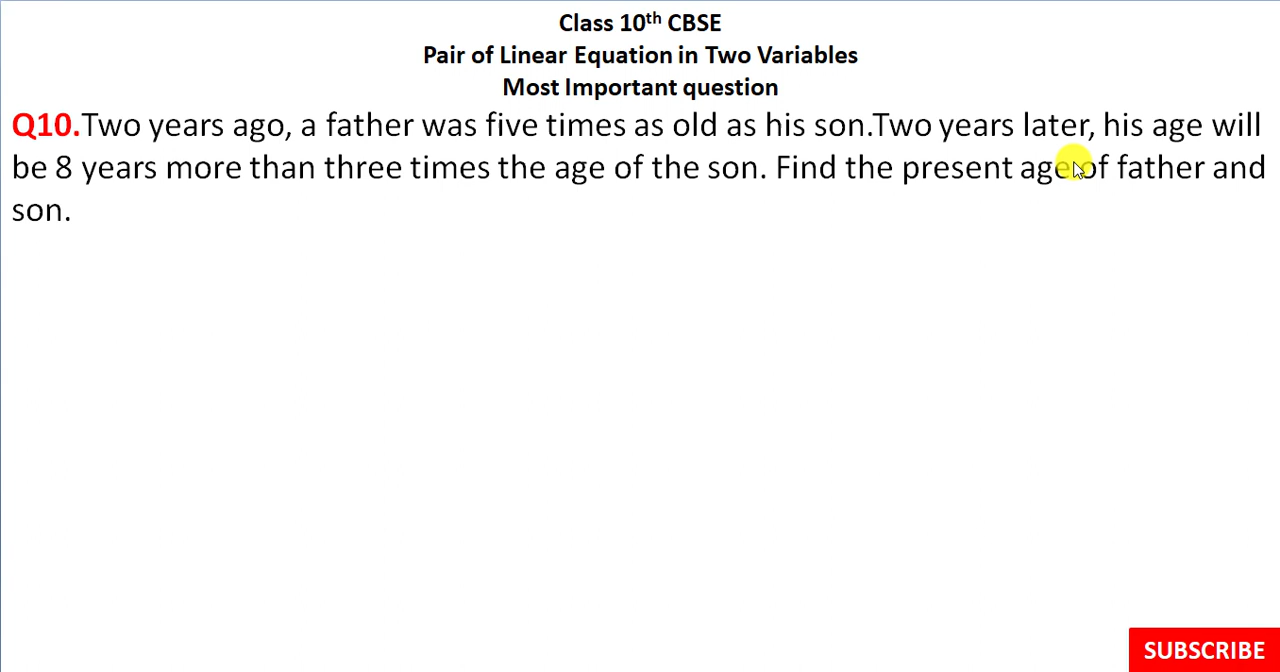 Class 10th CBSE
Pair of Linear Equation in Two Variables
Most Important question
Q10.Two years ago, a father was five times as old as his son.Two years later, his age will
be 8 years more than three times the age of the son. Find the present age of father and
son.
SUBSCRIBE